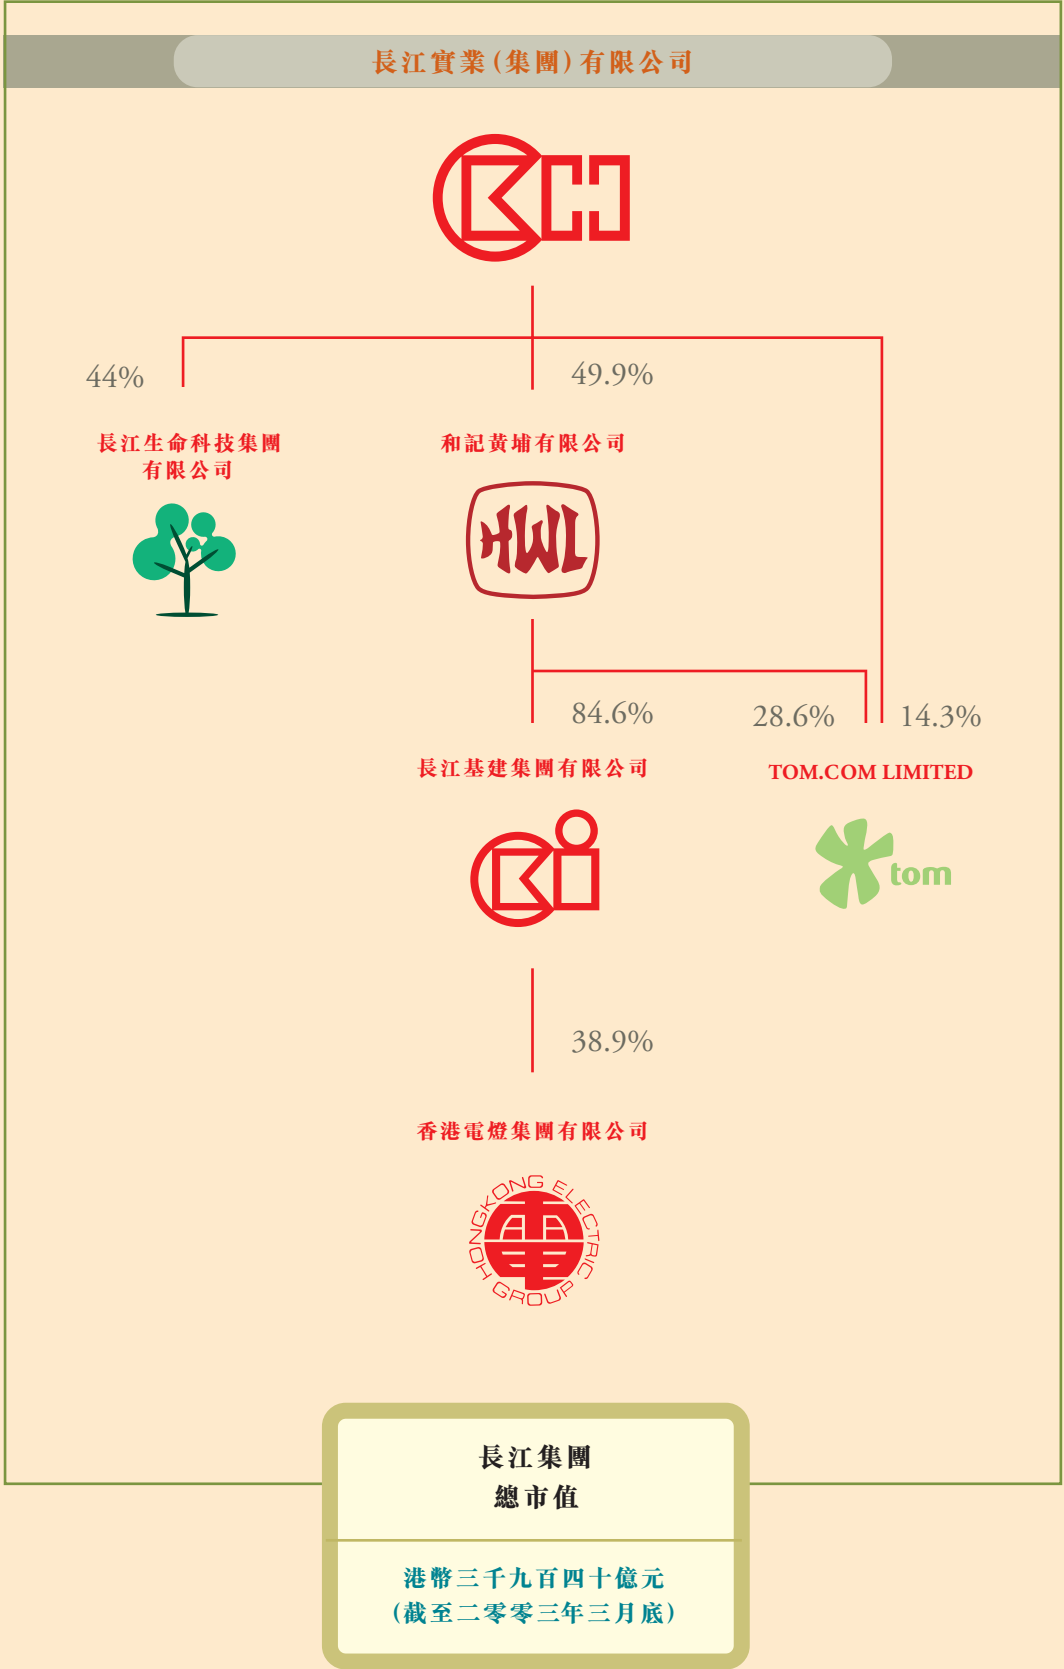 長江實業(集團)有限公司
44%
49.9%
長江生命科技集團
有限公司
和記黃埔有限公司
HWL
84.6%
28.6%
14.3%
長江基建集團有限公司
TOM.COM LIMITED
tom
38.9%
香港電燈集團有限公司
HONGKONG ELECTRIC
GROUP
長江集團
總市值
港幣三千九百四十億元
(截至二零零三年三月底)